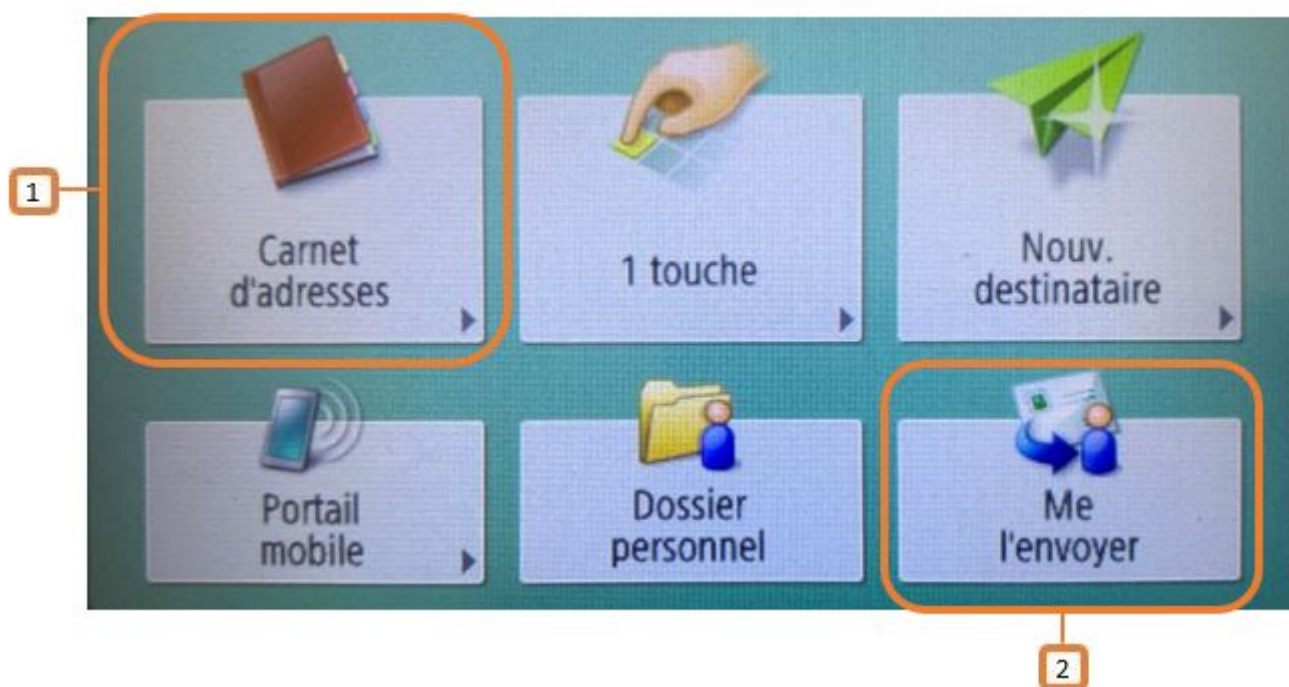 1
Carnet
d'adresses
1 touche
Nouv.
destinataire
Portail
mobile
Dossier
personnel
Me
l'envoyer
2